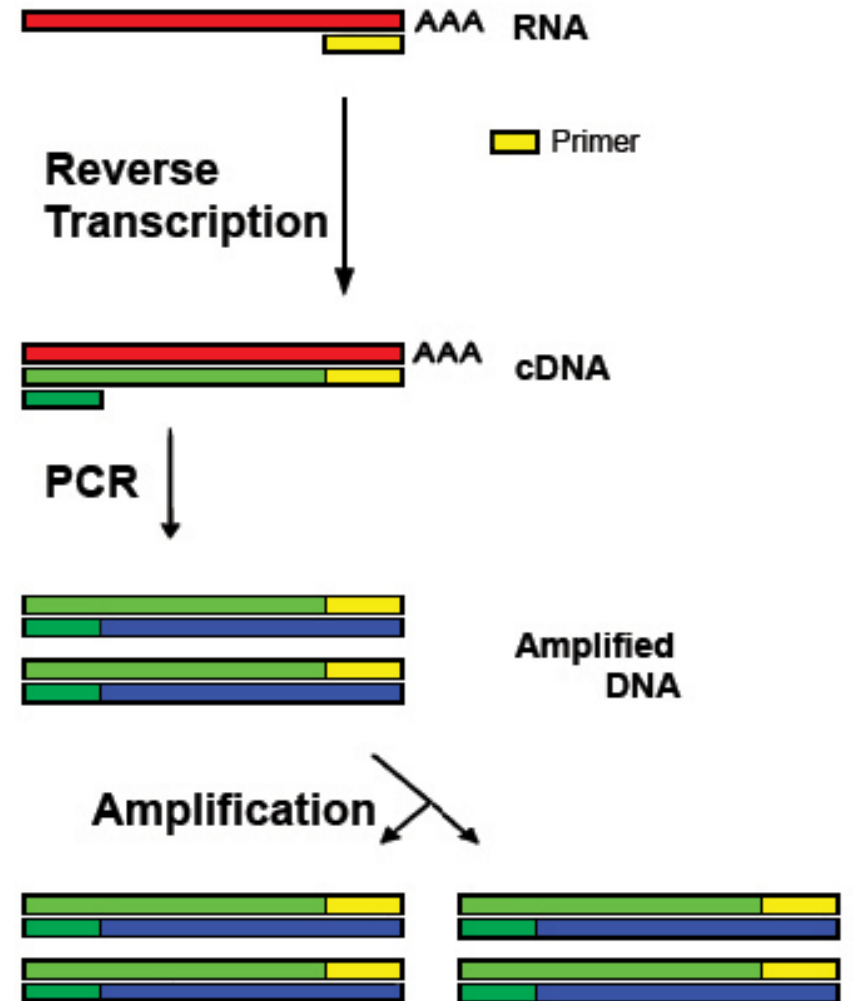 AAA RNA
Primer
Reverse
Transcription
AAA cDNA
PCR
Amplified
DNA
Amplification